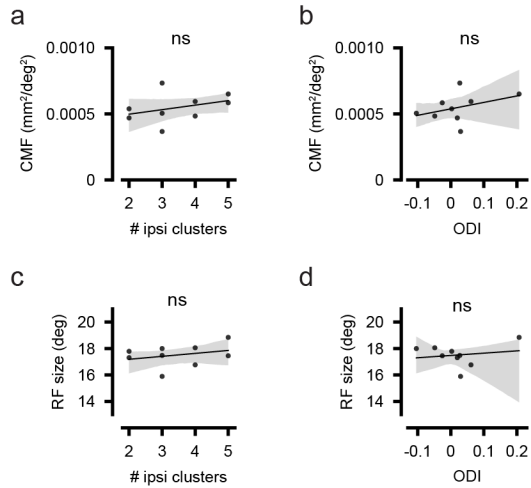 a
ns
0.0010
0.0005
0
CMF (mm²/deg²)
2 3 4 5
# ipsi clusters
b
ns
0.0010
0.0005
0
CMF (mm²/deg²)
-0.1 0 0.1 0.2
ODI
c
ns
20
18
16
14
RF size (deg)
2 3 4 5
# ipsi clusters
d
ns
20
18
16
14
RF size (deg)
-0.1 0 0.1 0.2
ODI